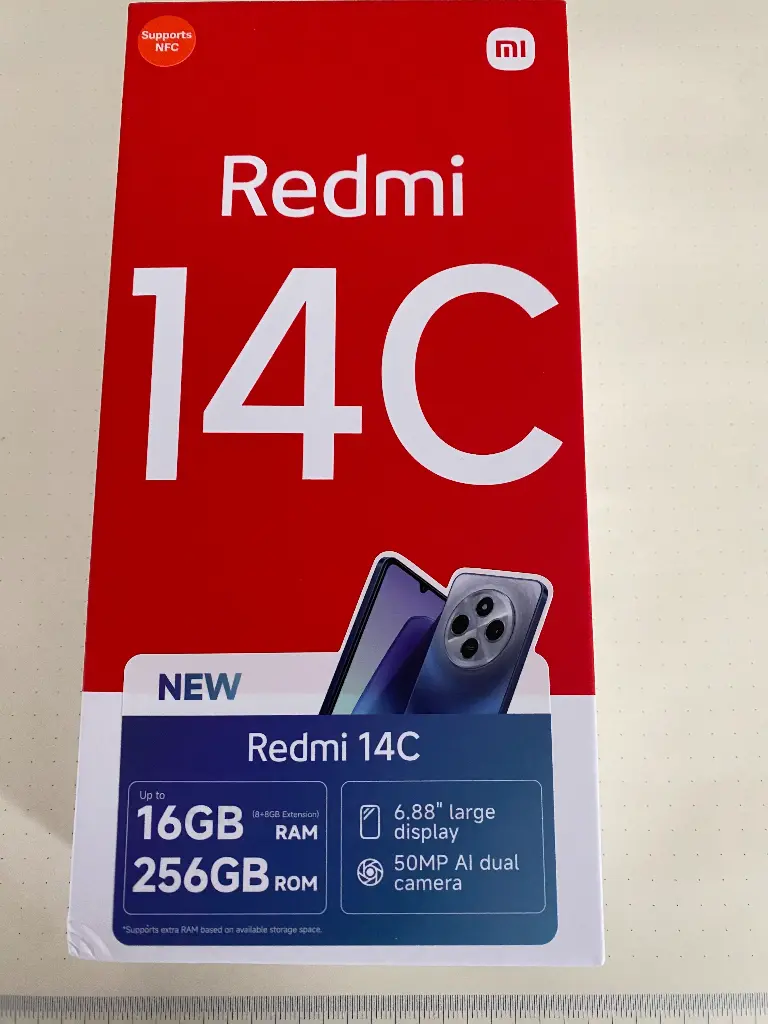 Supports
NFC
mi
Redmi
14C
NEW
Redmi 14C
Up to
16GB (8+8GB Extension) RAM
256GB ROM
6.88" large
display
50MP AI dual
camera
*Supports extra RAM based on available storage space.